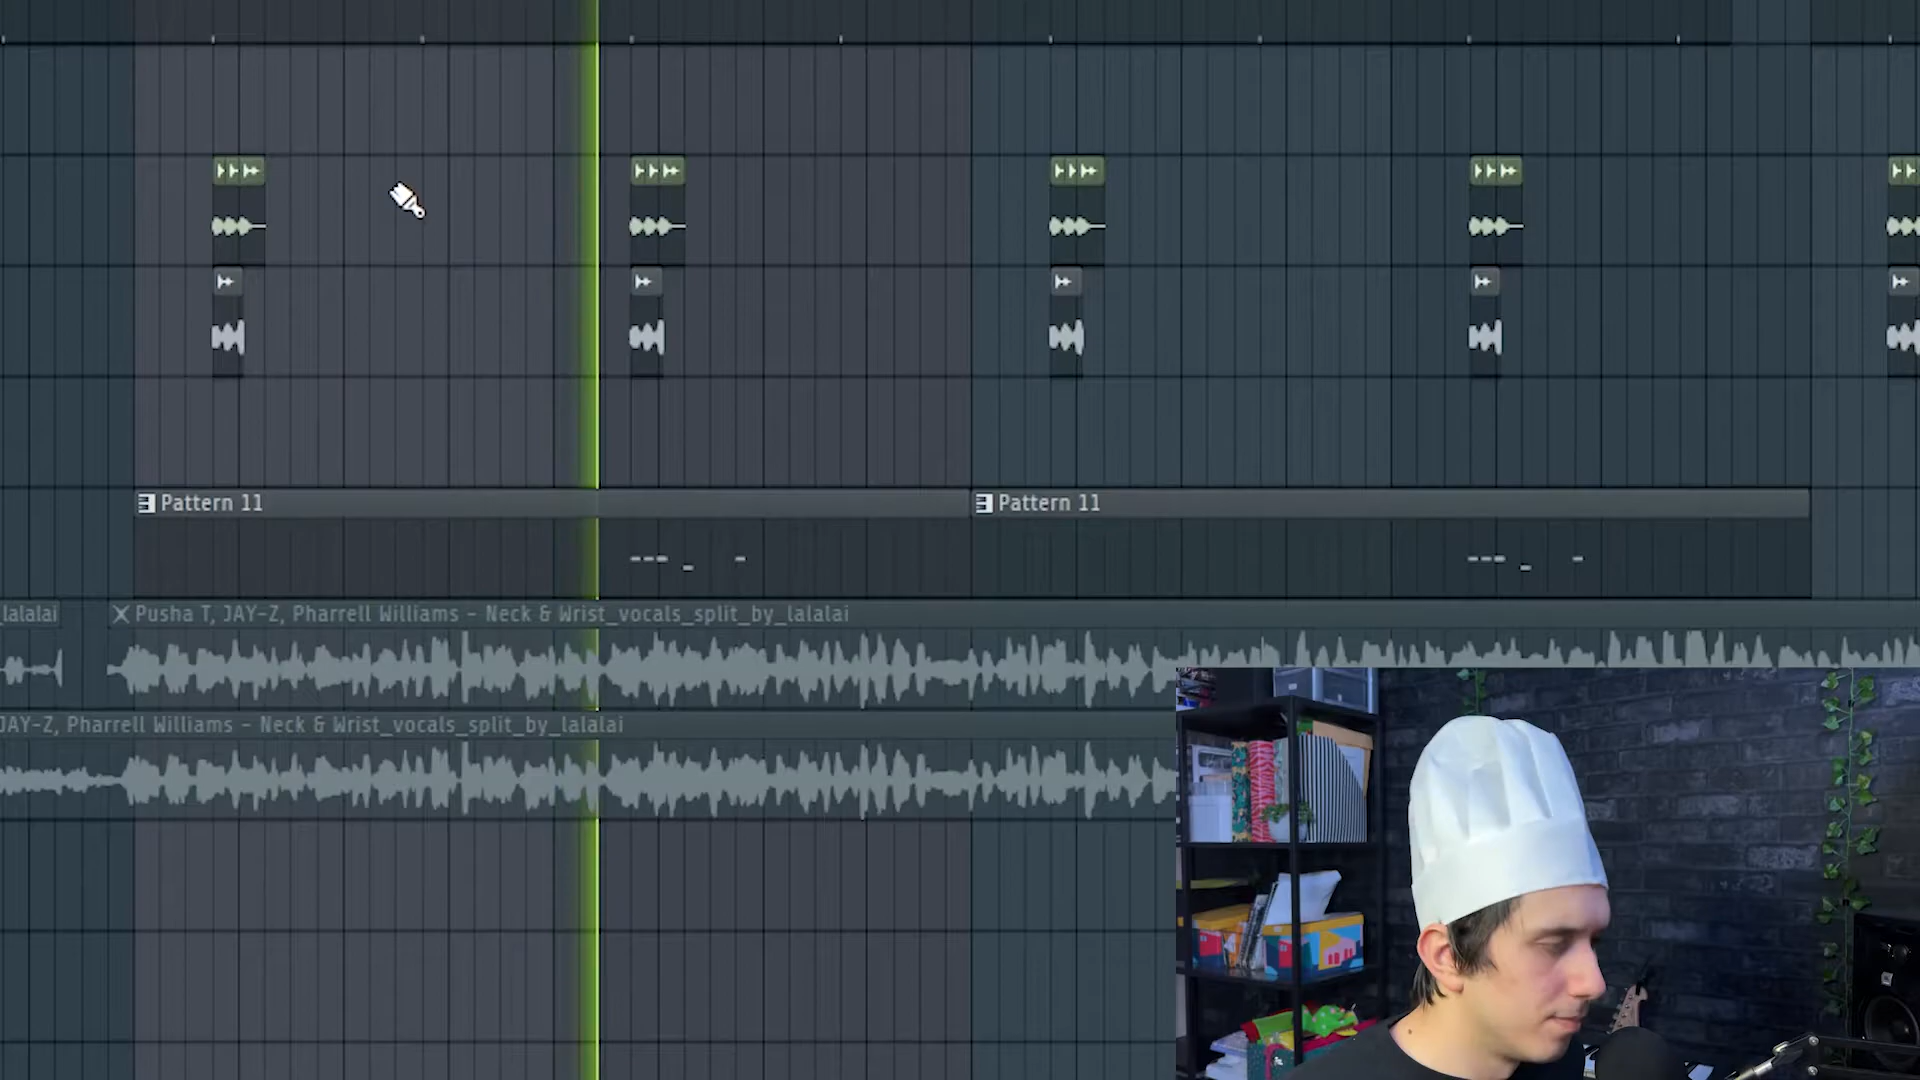 Pattern 11
Pattern 11
lalalai
Pusha T, JAY-Z, Pharrell Williams - Neck & Wrist_vocals_split_by_lalalai
JAY-Z, Pharrell Williams - Neck & Wrist_vocals_split_by_lalalai